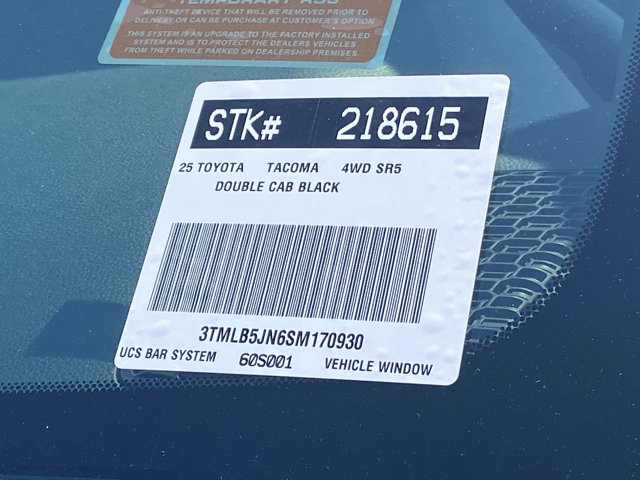 TEMPORARY
ANTI-THEFT DEVICE THAT WILL BE REMOVED PRIOR TO
DELIVERY OR CAN BE PURCHASE AT CUSTOMER'S OPTION
THIS SYSTEM IS AN UPGRADE TO THE FACTORY INSTALLED
SYSTEM AND IS TO PROTECT THE DEALERS VEHICLES
FROM THEFT WHILE PARKED ON DEALERSHIP PREMISES.
STK# 218615
25 TOYOTA TACOMA 4WD SR5
DOUBLE CAB BLACK
3TMLB5JN6SM170930
UCS BAR SYSTEM 60S001 VEHICLE WINDOW